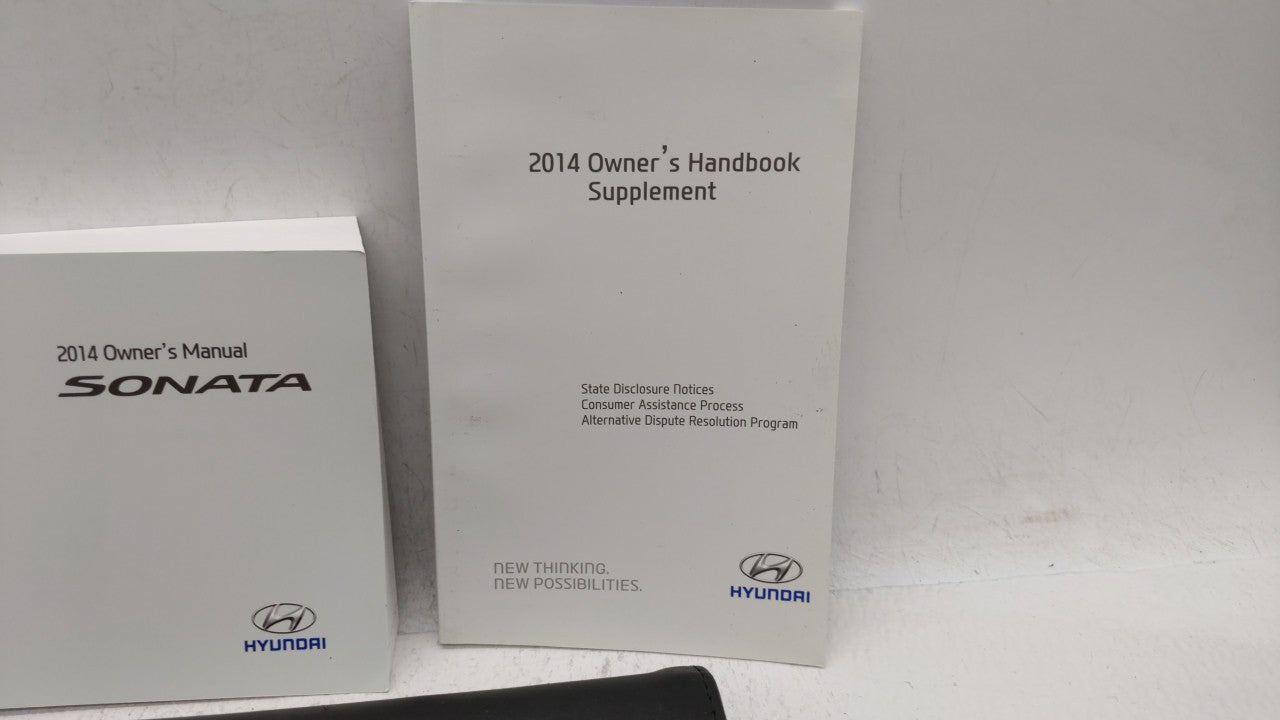 2014 Owner's Manual
SONATA
HYUNDAI
2014 Owner's Handbook
Supplement
State Disclosure Notices
Consumer Assistance Process
Alternative Dispute Resolution Program
NEW THINKING.
NEW POSSIBILITIES.
HYUNDAI